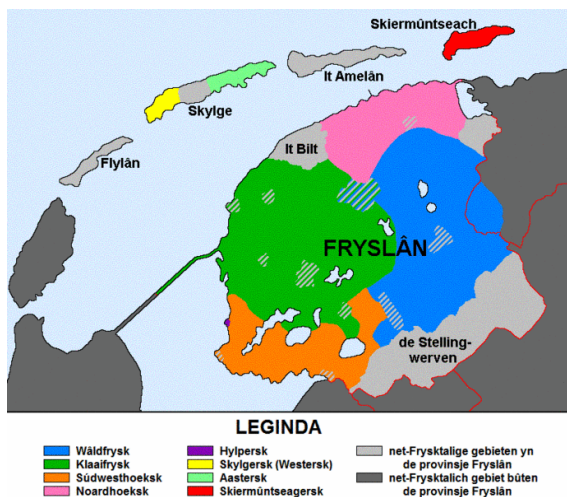 Skiermûntseach
It Amelân
Skylge
It Bilt
Flylân
FRYSLÂN
de Stelling-
werven
LEGINDA
Wâldfrysk
Klaaifrysk
Súdwesthoeksk
Noardhoeksk
Hylpersk
Skylgersk (Westersk)
Aastersk
Skiermûntseagersk
net-Frysktalige gebieten yn
de provinsje Fryslân
net-Frysktalich gebiet bûten
de provinsje Fryslân